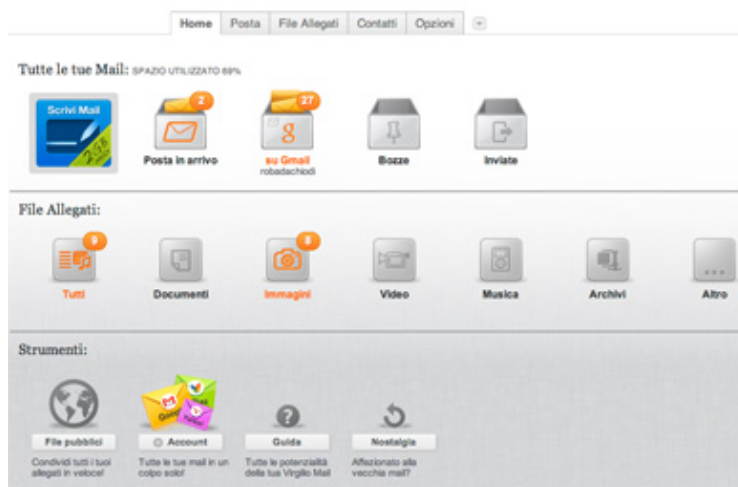 Home Posta File Allegati Contatti Opzioni
Tutte le tue Mail: SPAZIO UTILIZZATO 69%
Scrivi Mail
2GB
2
27
g
Posta in arrivo
su Gmail
robadachiodi
Bozze
Inviate
File Allegati:
9
8
Tutti
Documenti
Immagini
Video
Musica
Archivi
Altro
Strumenti:
File pubblici
Account
Guida
Nostalgia
Condividi tutti i tuoi
allegati in veloce!
Tutte le tue mail in un
colpo solo!
Tutte le potenzialità
della tua Virgilio Mail
Affezionato alla
vecchia mail?